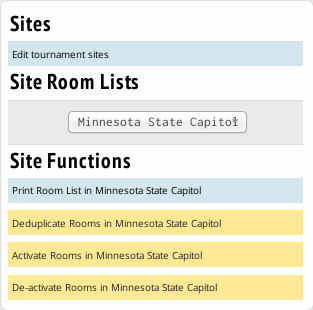 Sites
Edit tournament sites
Site Room Lists
Minnesota State Capitol
Site Functions
Print Room List in Minnesota State Capitol
Deduplicate Rooms in Minnesota State Capitol
Activate Rooms in Minnesota State Capitol
De-activate Rooms in Minnesota State Capitol